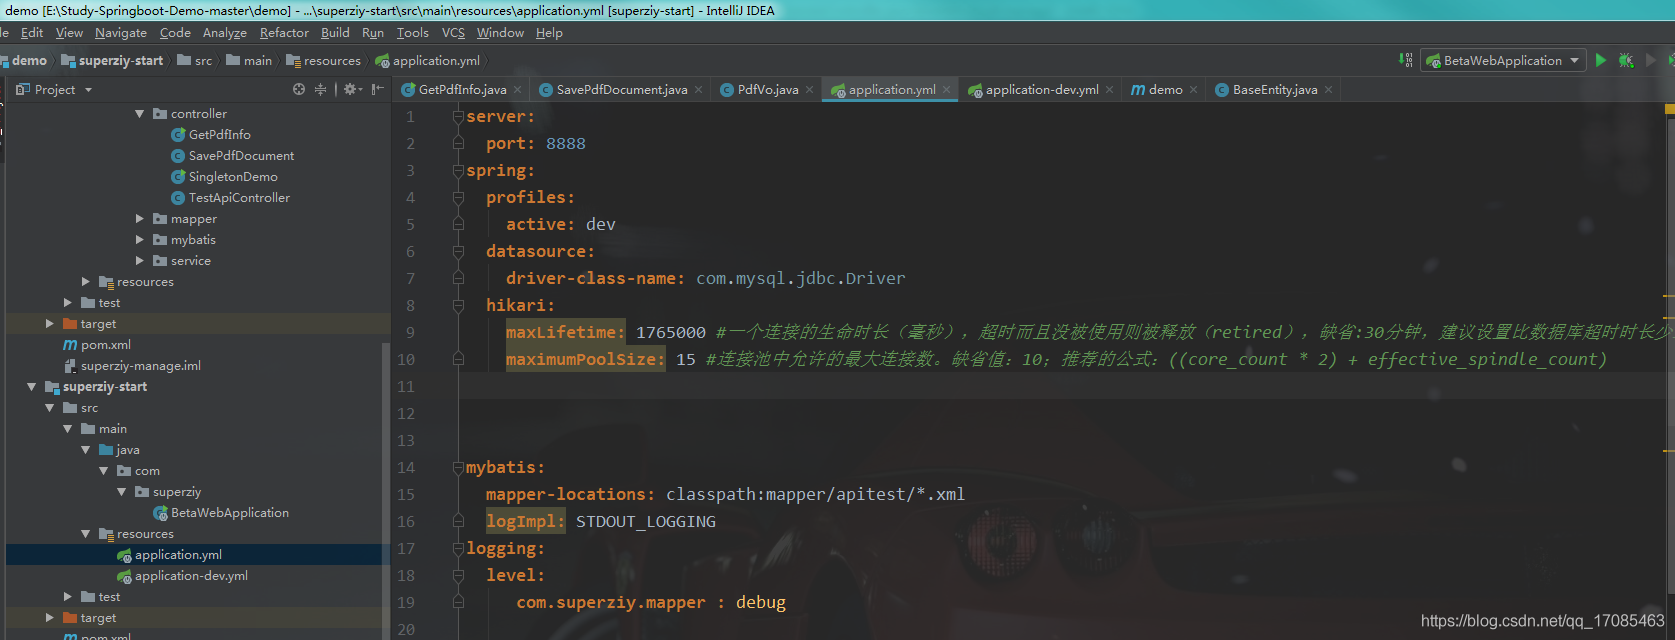 demo [E:\Study-Springboot-Demo-master\demo] - ...\superziy-start\src\main\resources\application.yml [superziy-start] - IntelliJ IDEA
Edit View Navigate Code Analyze Refactor Build Run Tools VCS Window Help
demo superziy-start src main resources application.yml BetaWebApplication
Project
GetPdfInfo.java SavePdfDocument.java PdfVo.java application.yml application-dev.yml demo BaseEntity.java
controller
GetPdfInfo
SavePdfDocument
SingletonDemo
TestApiController
mapper
mybatis
service
resources
test
target
pom.xml
superziy-manage.iml
superziy-start
src
main
java
com
superziy
BetaWebApplication
resources
application.yml
application-dev.yml
test
target
pom.xml
1 server:
2 port: 8888
3 spring:
4 profiles:
5 active: dev
6 datasource:
7 driver-class-name: com.mysql.jdbc.Driver
8 hikari:
9 maxLifetime: 1765000 #一个连接的生命时长（毫秒），超时而且没被使用则被释放（retired），缺省:30分钟，建议设置比数据库超时时长少
10 maximumPoolSize: 15 #连接池中允许的最大连接数。缺省值：10；推荐的公式：((core_count * 2) + effective_spindle_count)
11
12
13
14 mybatis:
15 mapper-locations: classpath:mapper/apitest/*.xml
16 logImpl: STDOUT_LOGGING
17 logging:
18 level:
19 com.superziy.mapper : debug
20
https://blog.csdn.net/qq_17085463